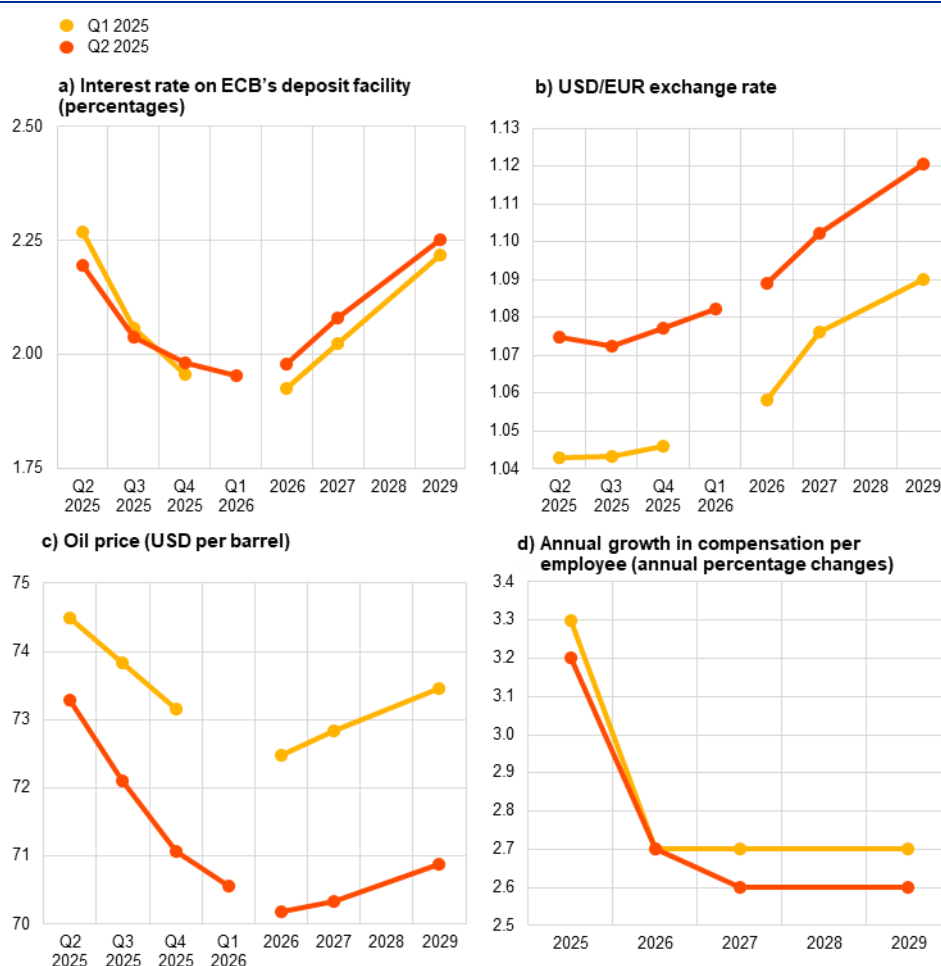 Q1 2025
Q2 2025
a) Interest rate on ECB's deposit facility
(percentages)
2.50
2.25
2.00
1.75
Q2 Q3 Q4 Q1 2026 2027 2028 2029
2025 2025 2025 2026
b) USD/EUR exchange rate
1.13
1.12
1.11
1.10
1.09
1.08
1.07
1.06
1.05
1.04
Q2 Q3 Q4 Q1 2026 2027 2028 2029
2025 2025 2025 2026
c) Oil price (USD per barrel)
75
74
73
72
71
70
Q2 Q3 Q4 Q1 2026 2027 2028 2029
2025 2025 2025 2026
d) Annual growth in compensation per
employee (annual percentage changes)
3.4
3.3
3.2
3.1
3.0
2.9
2.8
2.7
2.6
2.5
2025 2026 2027 2028 2029